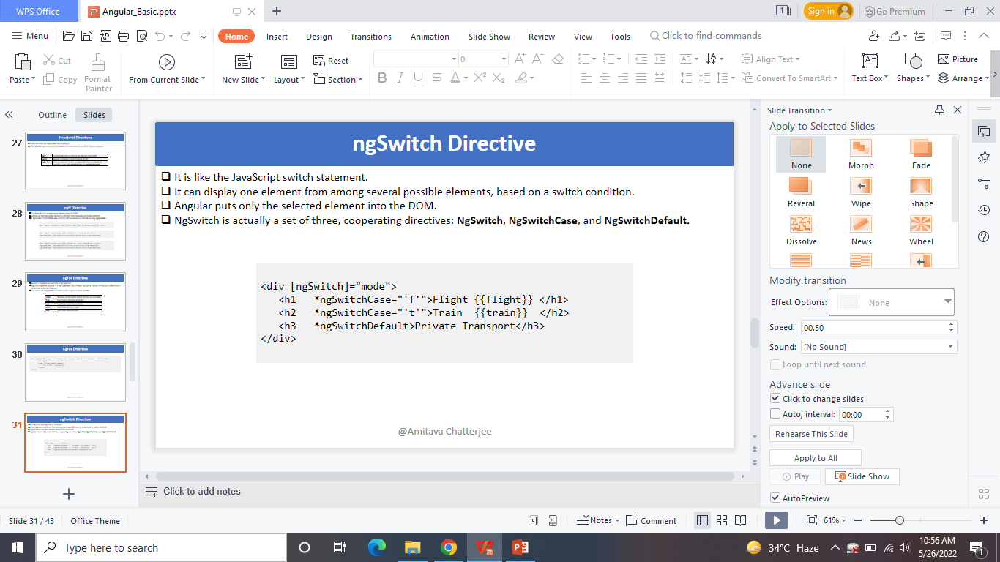 WPS Office
Angular_Basic.pptx
1
Sign in
Go Premium
Menu
Home
Insert
Design
Transitions
Animation
Slide Show
Review
View
Tools
Click to find commands
Paste
Cut
Copy
Format Painter
From Current Slide
New Slide
Layout
Reset
Section
0
Align Text
Convert To SmartArt
Text Box
Shapes
Picture
Arrange
Outline
Slides
27
Structural Directives
28
ngIf Directive
29
ngFor Directive
30
ngFor Directive
31
ngSwitch Directive
ngSwitch Directive
It is like the JavaScript switch statement.
It can display one element from among several possible elements, based on a switch condition.
Angular puts only the selected element into the DOM.
NgSwitch is actually a set of three, cooperating directives: NgSwitch, NgSwitchCase, and NgSwitchDefault.
<div [ngSwitch]="mode">
<h1 *ngSwitchCase="'f'">Flight {{flight}} </h1>
<h2 *ngSwitchCase="'t'">Train {{train}} </h2>
<h3 *ngSwitchDefault>Private Transport</h3>
</div>
@Amitava Chatterjee
Click to add notes
Slide Transition
Apply to Selected Slides
None
Morph
Fade
Reveral
Wipe
Shape
Dissolve
News
Wheel
Modify transition
Effect Options:
None
Speed:
00.50
Sound:
[No Sound]
Loop until next sound
Advance slide
Click to change slides
Auto, interval:
00:00
Rehearse This Slide
Apply to All
Play
Slide Show
AutoPreview
Slide 31 / 43
Office Theme
Notes
Comment
61%
Type here to search
34°C Haze
10:56 AM
5/26/2022
1